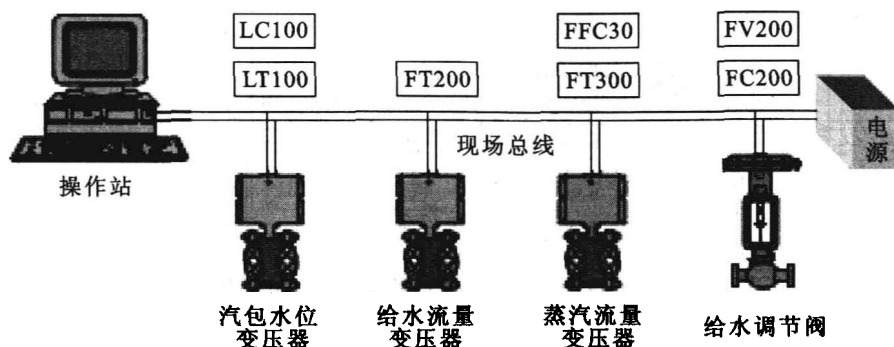 LC100
FFC30
FV200
LT100
FT200
FT300
FC200
电源
现场总线
操作站
汽包水位
变压器
给水流量
变压器
蒸汽流量
变压器
给水调节阀